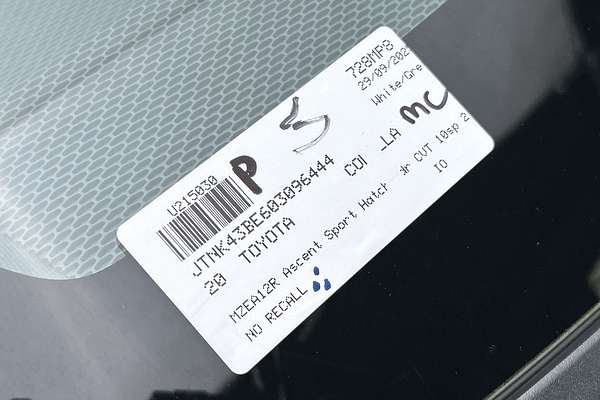 728MP8
29/09/202
White/Gre
U215030
P
MC
JTNK43BE603096444
20 TOYOTA COI LA
MZEA12R Ascent Sport Hatch dr CVT 10sp 2
NO RECALL
IO